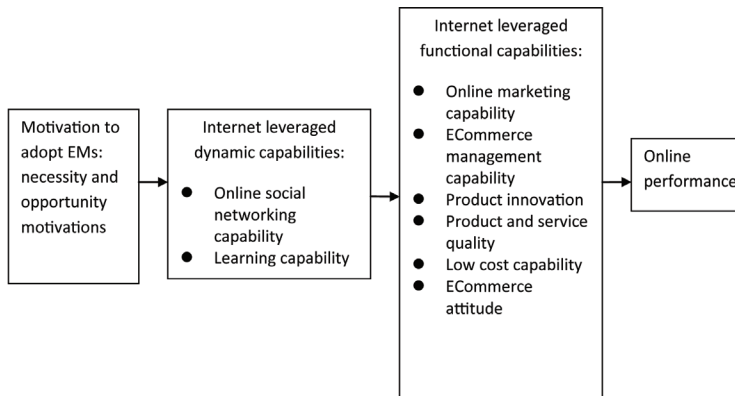 Motivation to
adopt EMs:
necessity and
opportunity
motivations
Internet leveraged
dynamic capabilities:
● Online social
networking
capability
● Learning capability
Internet leveraged
functional capabilities:
● Online marketing
capability
● ECommerce
management
capability
● Product innovation
● Product and service
quality
● Low cost capability
● ECommerce
attitude
Online
performance